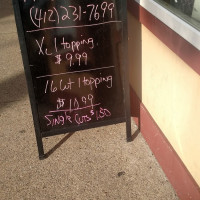 (412)231-7699
XL 1 topping
$ 9.99
16 Cut 1 topping
$ 10.99
Single Cuts $1.50